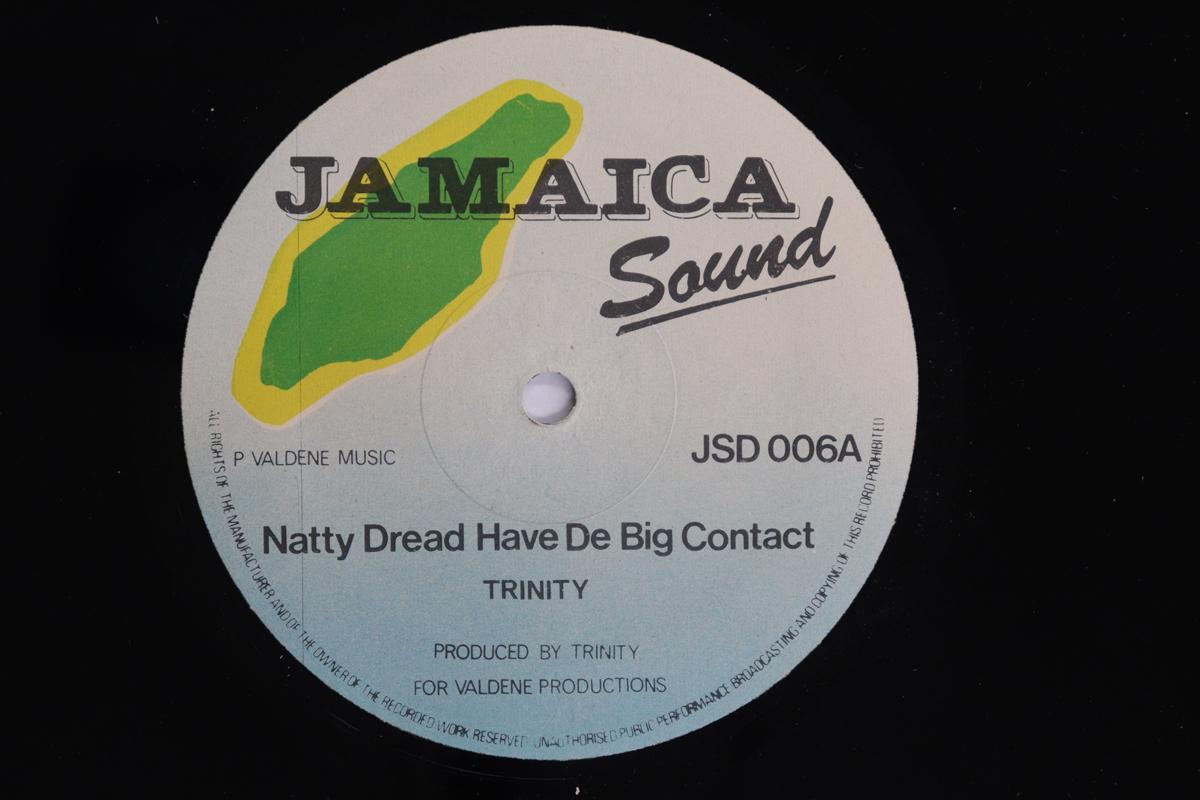 JAMAICA
Sound
P VALDENE MUSIC
JSD 006A
Natty Dread Have De Big Contact
TRINITY
PRODUCED BY TRINITY
FOR VALDENE PRODUCTIONS
ALL RIGHTS OF THE MANUFACTURER AND OF THE OWNER OF THE RECORDED WORK RESERVED UNAUTHORISED PUBLIC PERFORMANCE BROADCASTING AND COPYING OF THIS RECORD PROHIBITED